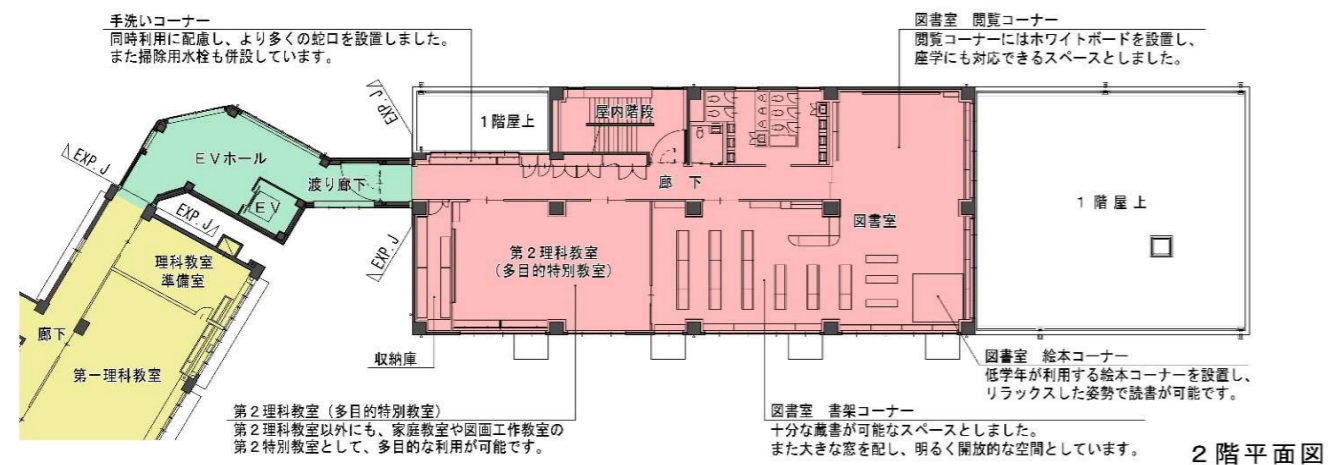 手洗いコーナー
同時利用に配慮し、より多くの蛇口を設置しました。
また掃除用水栓も併設しています。
図書室 閲覧コーナー
閲覧コーナーにはホワイトボードを設置し、
座学にも対応できるスペースとしました。
EXP.J
1階屋上
屋内階段
EVホール
EXP.J
渡り廊下
廊下
EV
EXP.J
図書室
1階屋上
第2理科教室
(多目的特別教室)
EXP.J
理科教室
準備室
廊下
第一理科教室
収納庫
図書室 絵本コーナー
低学年が利用する絵本コーナーを設置し、
リラックスした姿勢で読書が可能です。
第2理科教室(多目的特別教室)
第2理科教室以外にも、家庭教室や図画工作教室の
第2特別教室として、多目的な利用が可能です。
図書室 書架コーナー
十分な蔵書が可能なスペースとしました。
また大きな窓を配し、明るく開放的な空間としています。
2階平面図